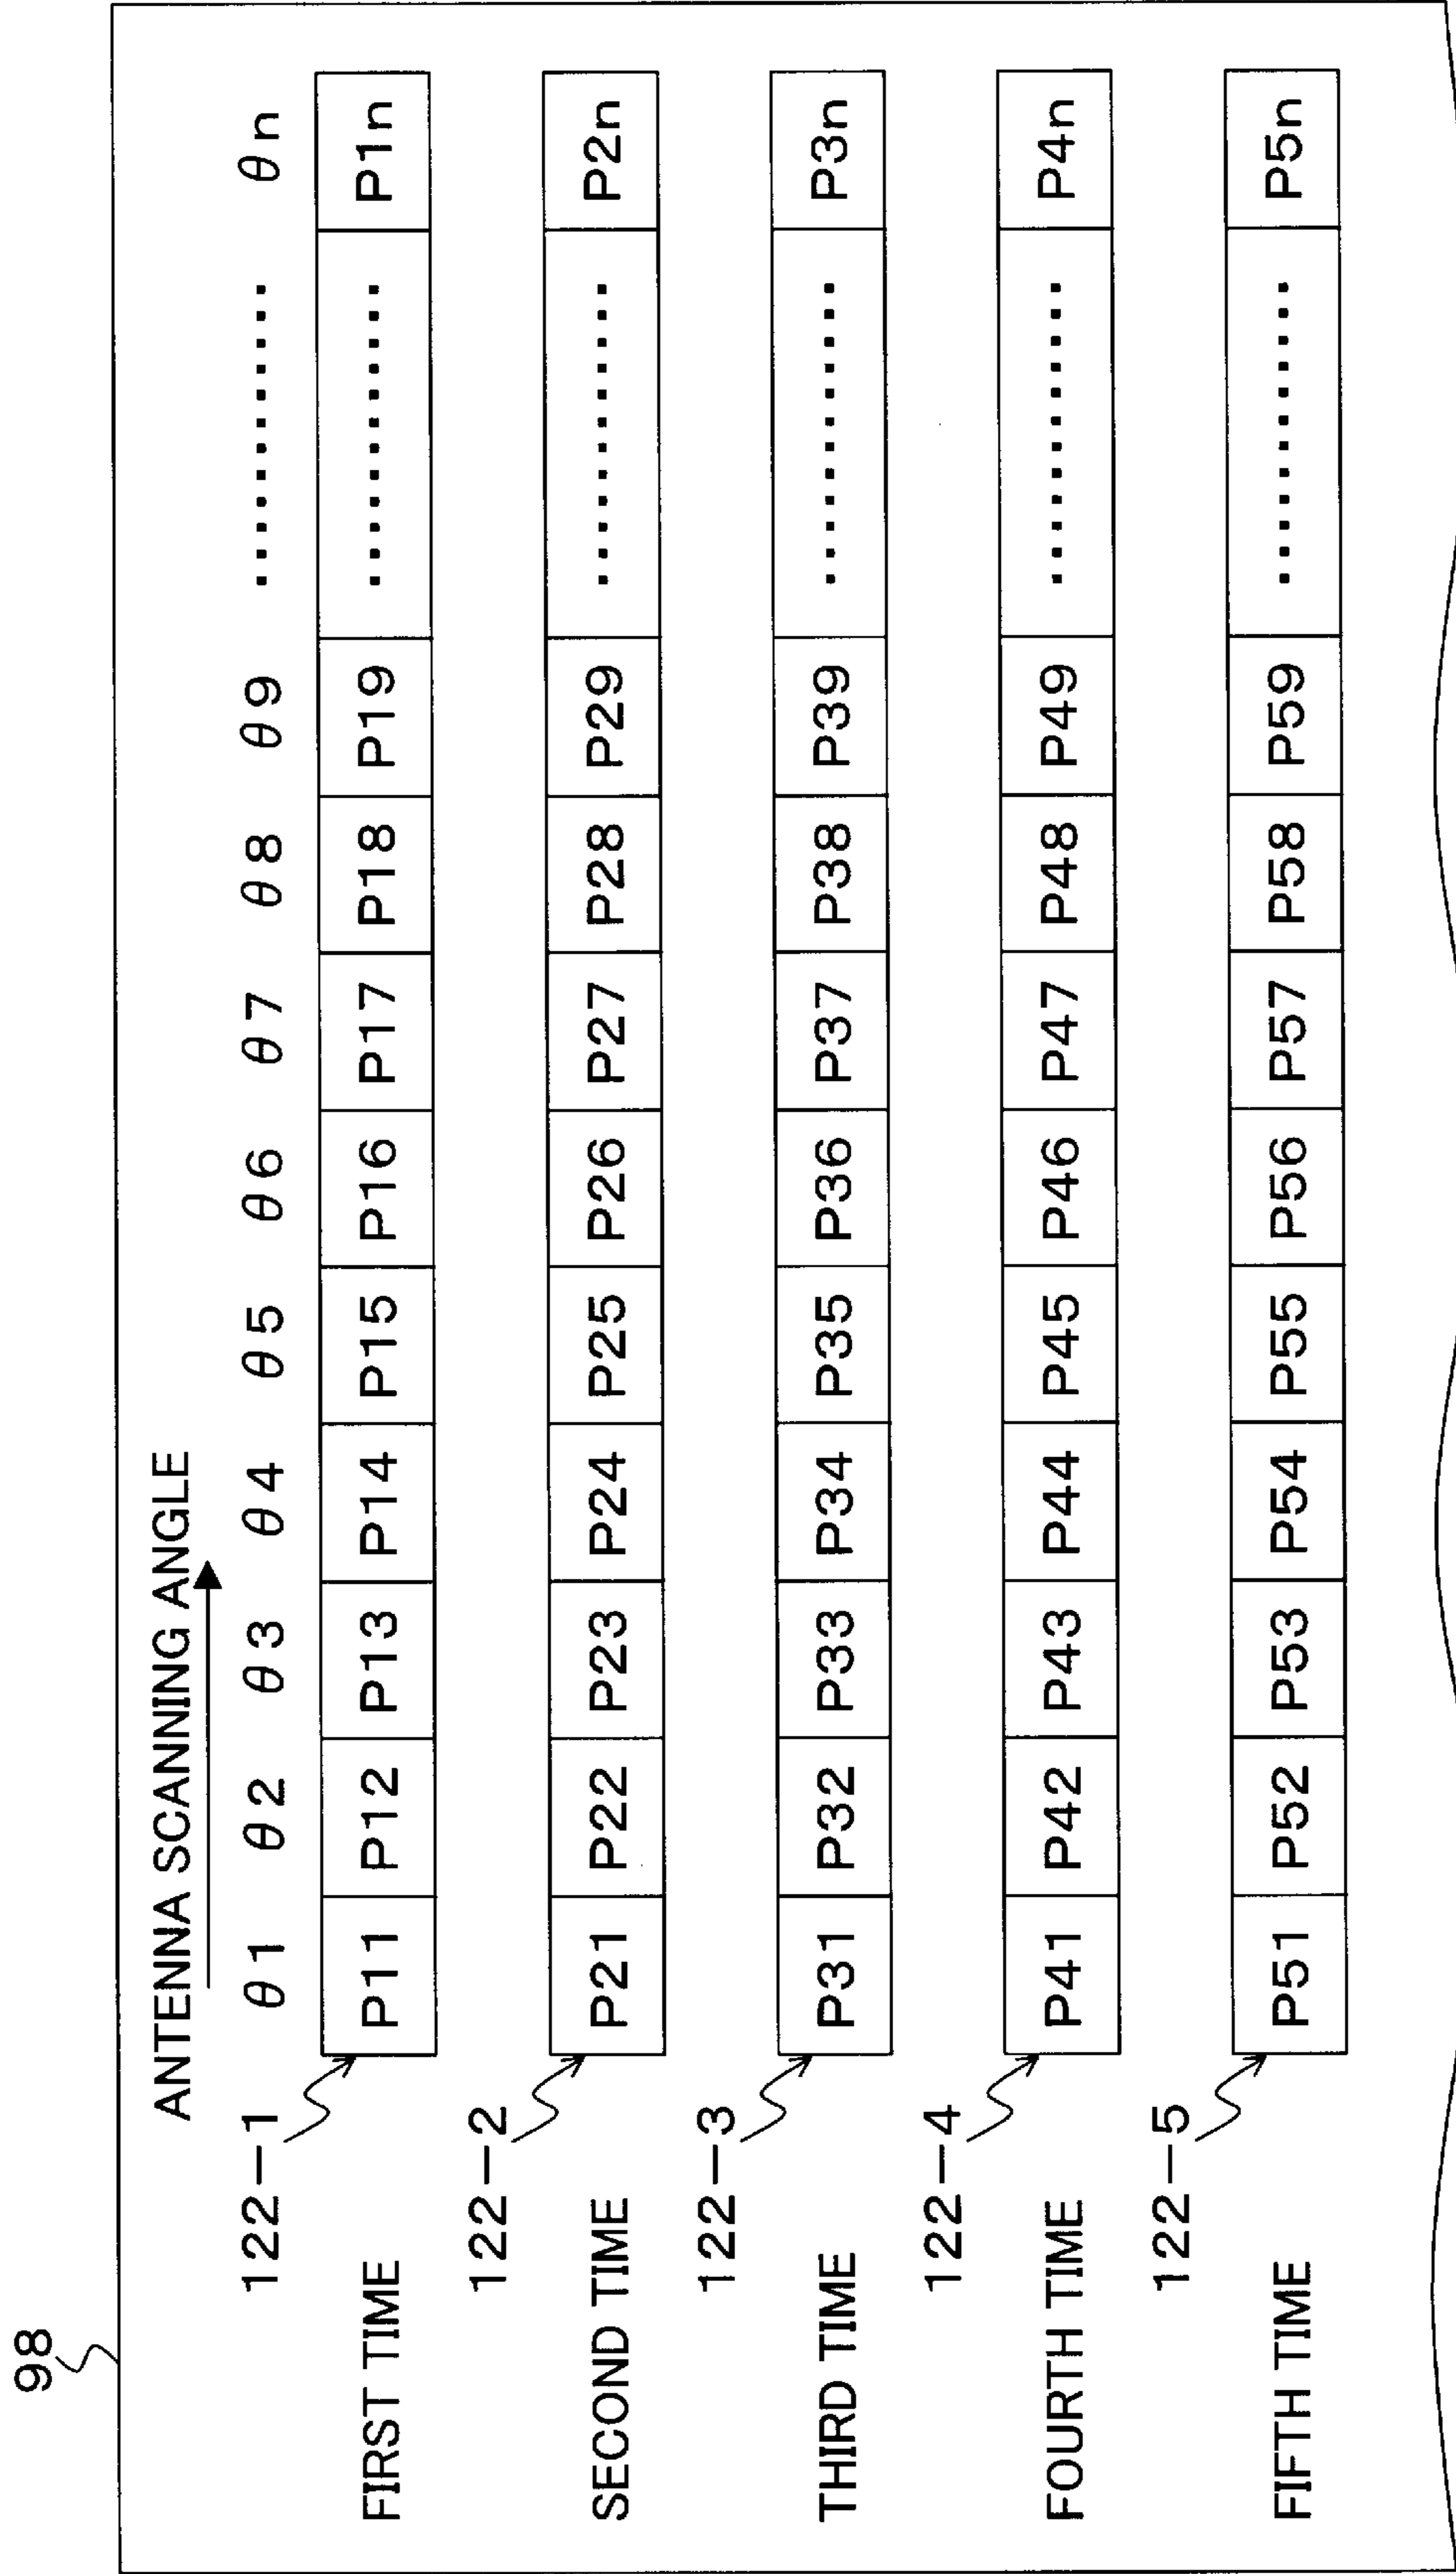 98
ANTENNA SCANNING ANGLE
θ1 θ2 θ3 θ4 θ5 θ6 θ7 θ8 θ9 ............ θn
122-1
FIRST TIME P11 P12 P13 P14 P15 P16 P17 P18 P19 ............ P1n
122-2
SECOND TIME P21 P22 P23 P24 P25 P26 P27 P28 P29 ............ P2n
122-3
THIRD TIME P31 P32 P33 P34 P35 P36 P37 P38 P39 ............ P3n
122-4
FOURTH TIME P41 P42 P43 P44 P45 P46 P47 P48 P49 ............ P4n
122-5
FIFTH TIME P51 P52 P53 P54 P55 P56 P57 P58 P59 ............ P5n